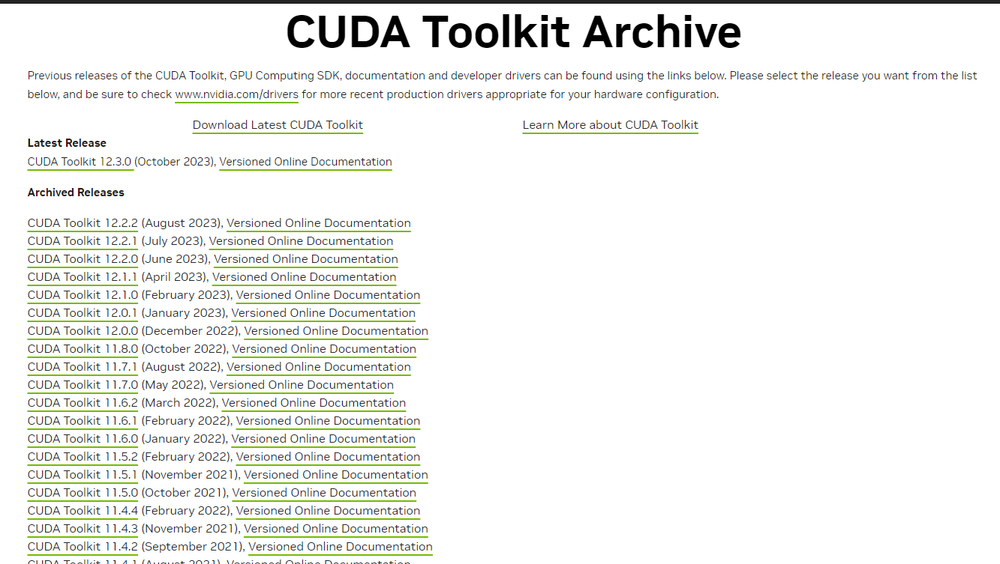 CUDA Toolkit Archive
Previous releases of the CUDA Toolkit, GPU Computing SDK, documentation and developer drivers can be found using the links below. Please select the release you want from the list
below, and be sure to check www.nvidia.com/drivers for more recent production drivers appropriate for your hardware configuration.
Download Latest CUDA Toolkit Learn More about CUDA Toolkit
Latest Release
CUDA Toolkit 12.3.0 (October 2023), Versioned Online Documentation
Archived Releases
CUDA Toolkit 12.2.2 (August 2023), Versioned Online Documentation
CUDA Toolkit 12.2.1 (July 2023), Versioned Online Documentation
CUDA Toolkit 12.2.0 (June 2023), Versioned Online Documentation
CUDA Toolkit 12.1.1 (April 2023), Versioned Online Documentation
CUDA Toolkit 12.1.0 (February 2023), Versioned Online Documentation
CUDA Toolkit 12.0.1 (January 2023), Versioned Online Documentation
CUDA Toolkit 12.0.0 (December 2022), Versioned Online Documentation
CUDA Toolkit 11.8.0 (October 2022), Versioned Online Documentation
CUDA Toolkit 11.7.1 (August 2022), Versioned Online Documentation
CUDA Toolkit 11.7.0 (May 2022), Versioned Online Documentation
CUDA Toolkit 11.6.2 (March 2022), Versioned Online Documentation
CUDA Toolkit 11.6.1 (February 2022), Versioned Online Documentation
CUDA Toolkit 11.6.0 (January 2022), Versioned Online Documentation
CUDA Toolkit 11.5.2 (February 2022), Versioned Online Documentation
CUDA Toolkit 11.5.1 (November 2021), Versioned Online Documentation
CUDA Toolkit 11.5.0 (October 2021), Versioned Online Documentation
CUDA Toolkit 11.4.4 (February 2022), Versioned Online Documentation
CUDA Toolkit 11.4.3 (November 2021), Versioned Online Documentation
CUDA Toolkit 11.4.2 (September 2021), Versioned Online Documentation
CUDA Toolkit 11.4.1 (August 2021), Versioned Online Documentation